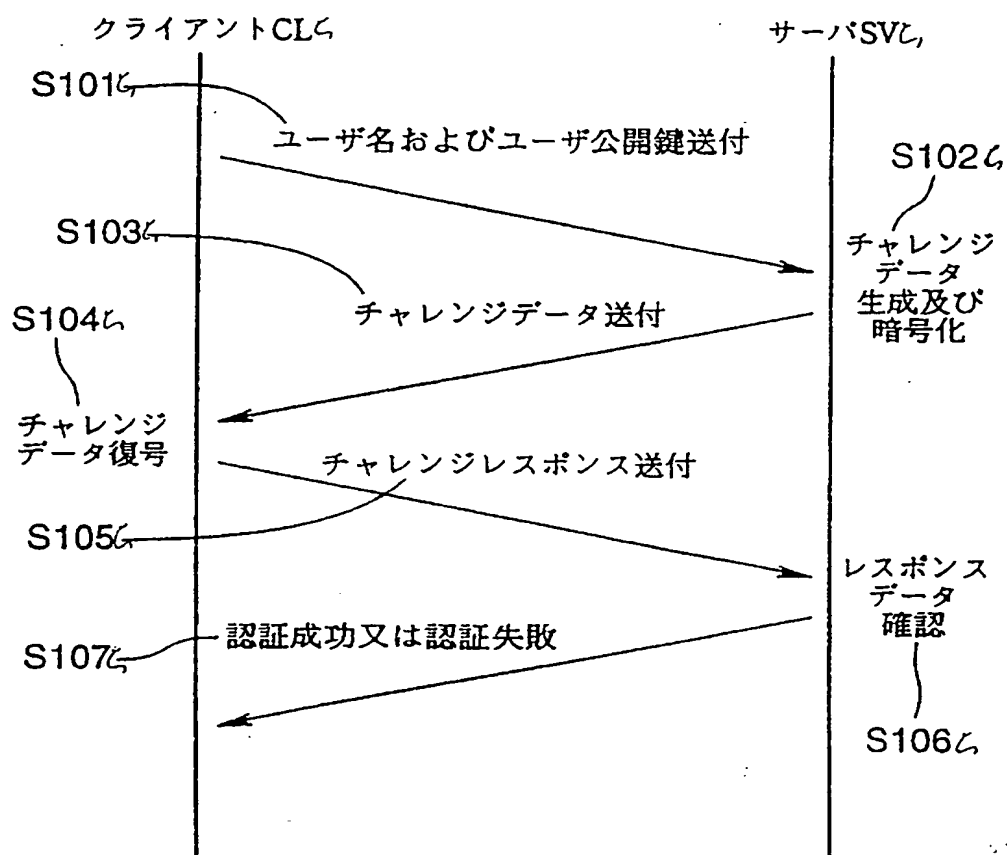 クライアントCL
サーバSV
S101
ユーザ名およびユーザ公開鍵送付
S102
チャレンジ
データ
生成及び
暗号化
S103
チャレンジデータ送付
S104
チャレンジ
データ復号
チャレンジレスポンス送付
S105
レスポンス
データ
確認
S106
認証成功又は認証失敗
S107